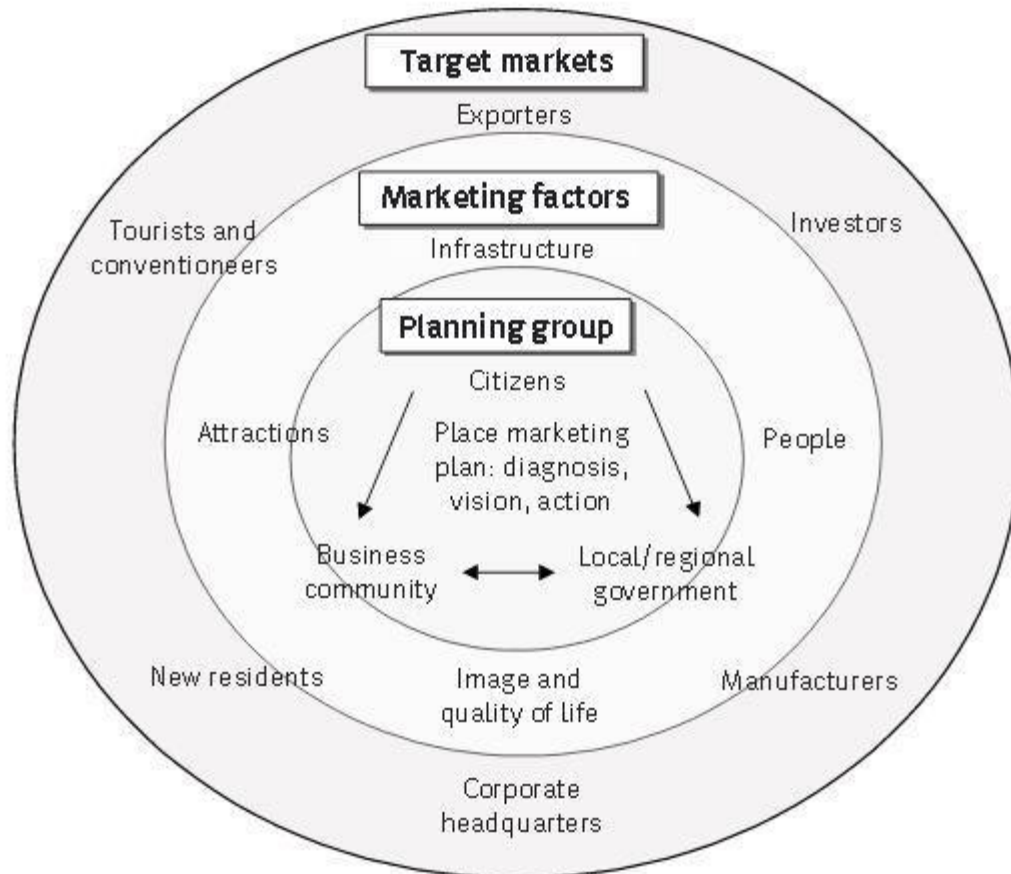 Target markets
Exporters
Marketing factors
Infrastructure
Tourists and
conventioneers
Investors
Planning group
Citizens
Attractions
Place marketing
plan: diagnosis,
vision, action
People
Business
community
Local/regional
government
New residents
Image and
quality of life
Manufacturers
Corporate
headquarters